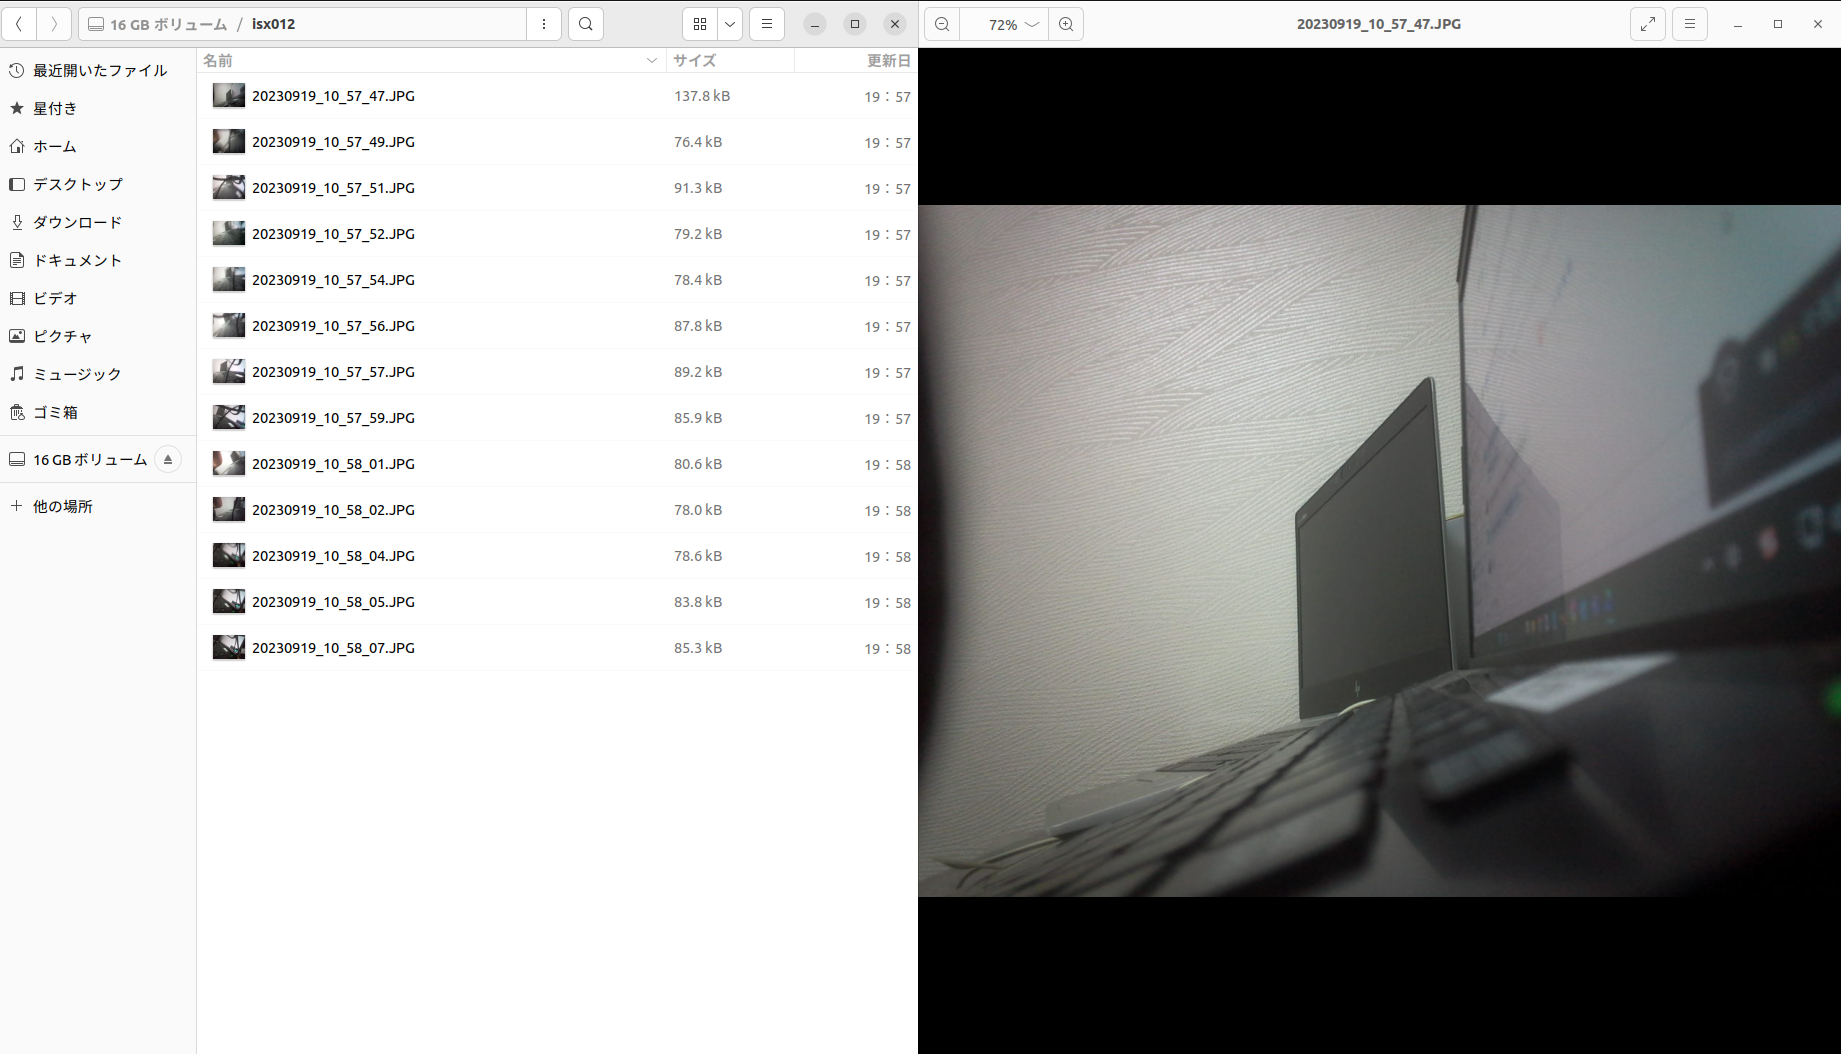 16 GB ボリューム / isx012
72%
20230919_10_57_47.JPG
最近開いたファイル
星付き
ホーム
デスクトップ
ダウンロード
ドキュメント
ビデオ
ピクチャ
ミュージック
ゴミ箱
16 GB ボリューム
他の場所
名前 サイズ 更新日
20230919_10_57_47.JPG 137.8 kB 19：57
20230919_10_57_49.JPG 76.4 kB 19：57
20230919_10_57_51.JPG 91.3 kB 19：57
20230919_10_57_52.JPG 79.2 kB 19：57
20230919_10_57_54.JPG 78.4 kB 19：57
20230919_10_57_56.JPG 87.8 kB 19：57
20230919_10_57_57.JPG 89.2 kB 19：57
20230919_10_57_59.JPG 85.9 kB 19：57
20230919_10_58_01.JPG 80.6 kB 19：58
20230919_10_58_02.JPG 78.0 kB 19：58
20230919_10_58_04.JPG 78.6 kB 19：58
20230919_10_58_05.JPG 83.8 kB 19：58
20230919_10_58_07.JPG 85.3 kB 19：58
hp